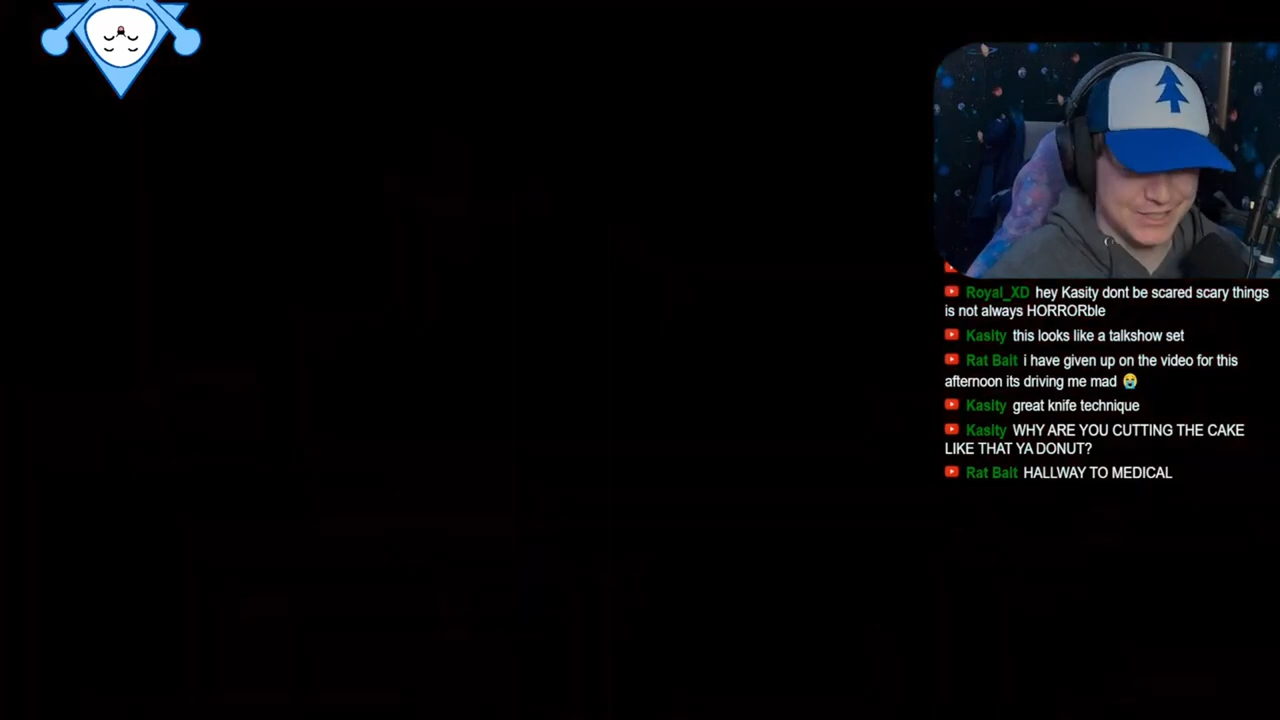 Royal_XD hey Kasity dont be scared scary things
is not always HORRORble
Kasity this looks like a talkshow set
Rat Bait i have given up on the video for this
afternoon its driving me mad 😭
Kasity great knife technique
Kasity WHY ARE YOU CUTTING THE CAKE
LIKE THAT YA DONUT?
Rat Bait HALLWAY TO MEDICAL